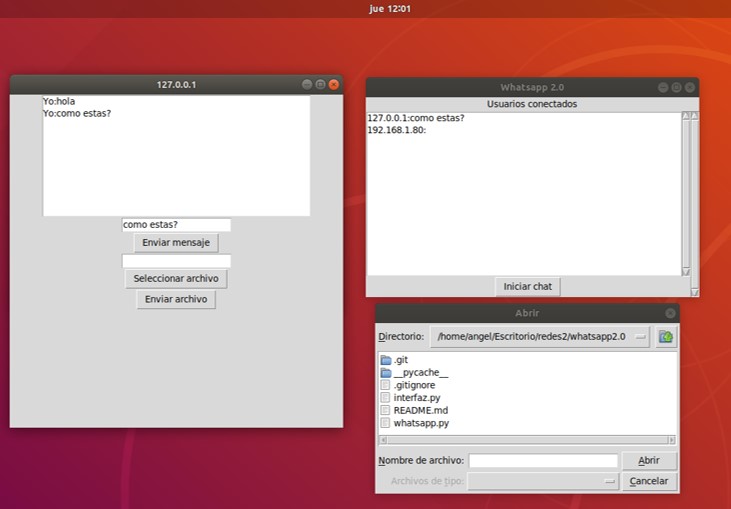 jue 12:01
127.0.0.1
Yo:hola
Yo:como estas?
como estas?
Enviar mensaje
Seleccionar archivo
Enviar archivo
Whatsapp 2.0
Usuarios conectados
127.0.0.1:como estas?
192.168.1.80:
Iniciar chat
Abrir
Directorio: /home/angel/Escritorio/redes2/whatsapp2.0
.git
__pycache__
.gitignore
interfaz.py
README.md
whatsapp.py
Nombre de archivo: Abrir
Archivos de tipo: Cancelar